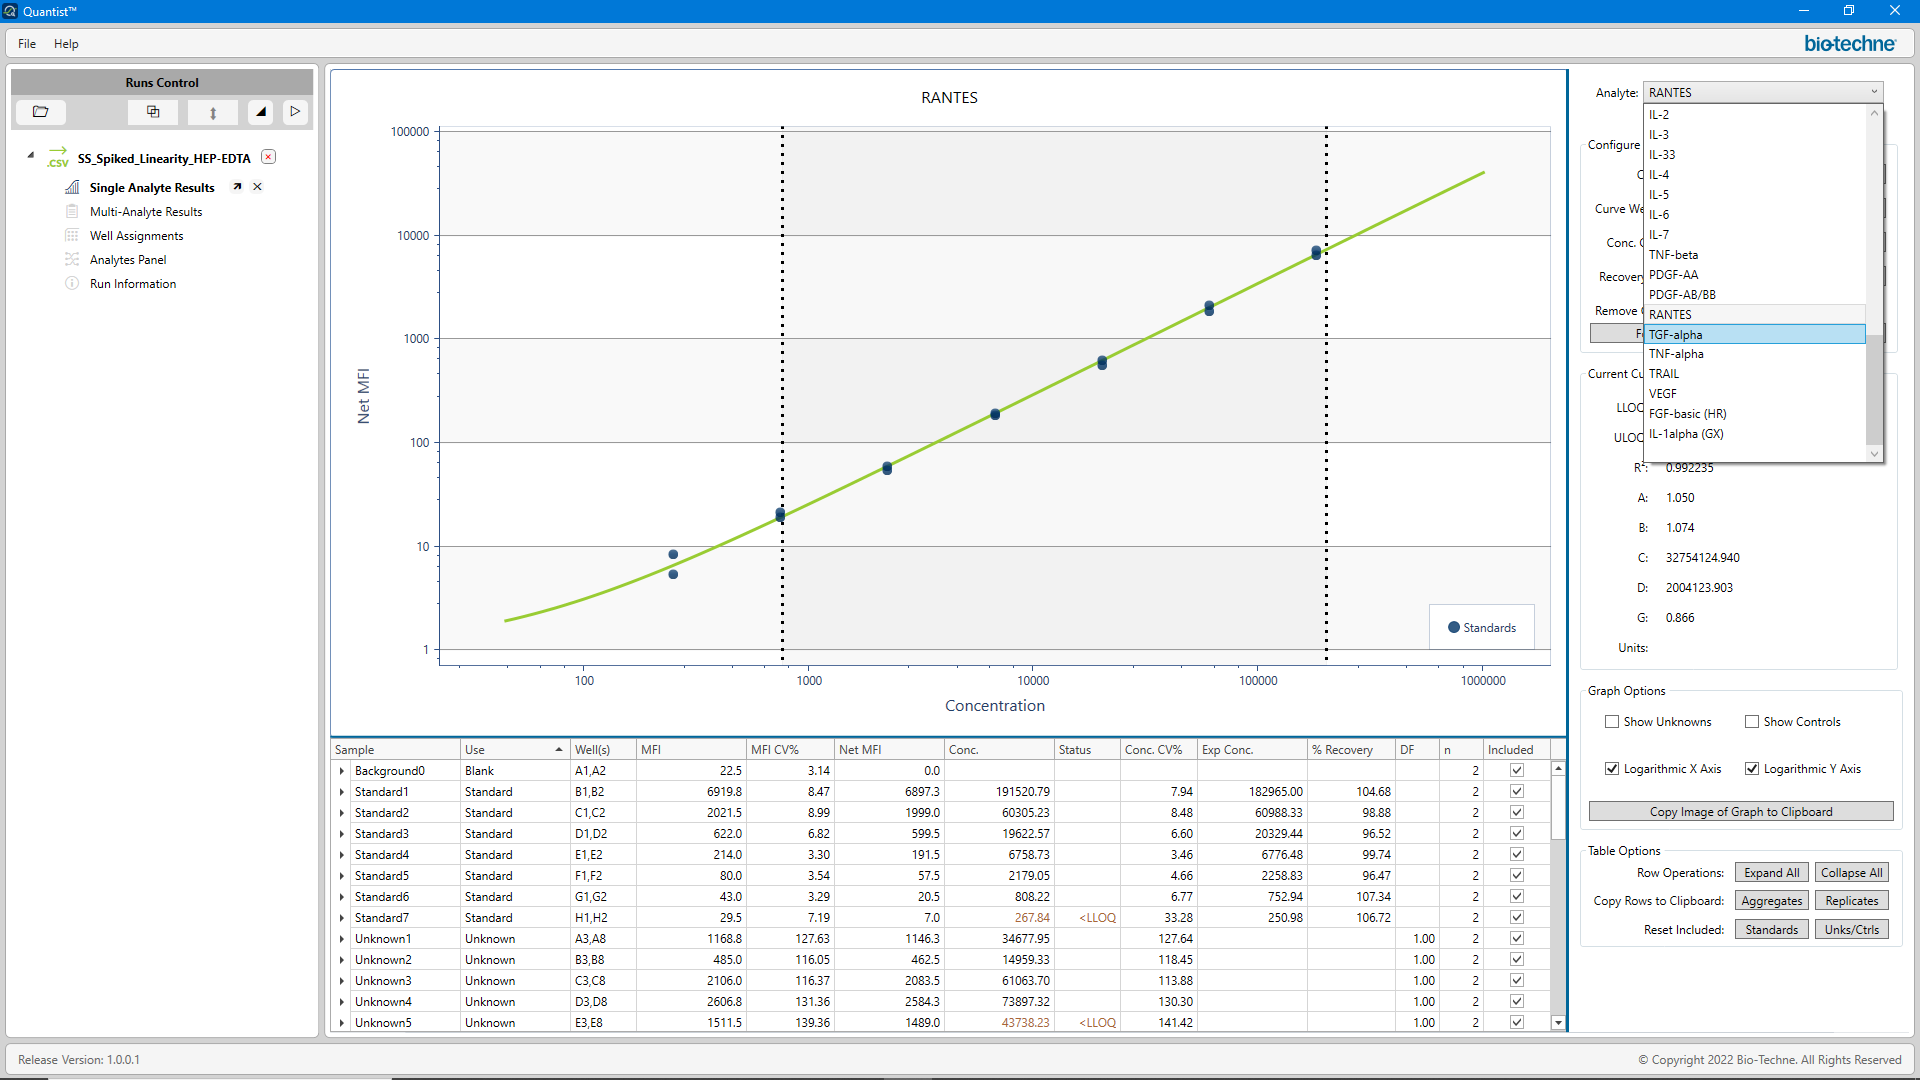 Quantist™
File Help
bio-techne
Runs Control
.csv SS_Spiked_Linearity_HEP-EDTA
Single Analyte Results
Multi-Analyte Results
Well Assignments
Analytes Panel
Run Information
RANTES
100000
10000
1000
100
10
1
Net MFI
100 1000 10000 100000 1000000
Concentration
Standards
Analyte: RANTES
IL-2
IL-3
IL-33
IL-4
IL-5
IL-6
IL-7
TNF-beta
PDGF-AA
PDGF-AB/BB
RANTES
TGF-alpha
TNF-alpha
TRAIL
VEGF
FGF-basic (HR)
IL-1alpha (GX)
Configure
Curve We
Conc.
Recovery
Remove
Current Cu
LLOQ
ULOQ
R²: 0.992235
A: 1.050
B: 1.074
C: 32754124.940
D: 2004123.903
G: 0.866
Units:
Graph Options
Show Unknowns Show Controls
Logarithmic X Axis Logarithmic Y Axis
Copy Image of Graph to Clipboard
Table Options
Row Operations: Expand All Collapse All
Copy Rows to Clipboard: Aggregates Replicates
Reset Included: Standards Unks/Ctrls
Sample Use Well(s) MFI MFI CV% Net MFI Conc. Status Conc. CV% Exp Conc. % Recovery DF n Included
Background0 Blank A1,A2 22.5 3.14 0.0 2
Standard1 Standard B1,B2 6919.8 8.47 6897.3 191520.79 7.94 182965.00 104.68 2
Standard2 Standard C1,C2 2021.5 8.99 1999.0 60305.23 8.48 60988.33 98.88 2
Standard3 Standard D1,D2 622.0 6.82 599.5 19622.57 6.60 20329.44 96.52 2
Standard4 Standard E1,E2 214.0 3.30 191.5 6758.73 3.46 6776.48 99.74 2
Standard5 Standard F1,F2 80.0 3.54 57.5 2179.05 4.66 2258.83 96.47 2
Standard6 Standard G1,G2 43.0 3.29 20.5 808.22 6.77 752.94 107.34 2
Standard7 Standard H1,H2 29.5 7.19 7.0 267.84 <LLOQ 33.28 250.98 106.72 2
Unknown1 Unknown A3,A8 1168.8 127.63 1146.3 34677.95 127.64 1.00 2
Unknown2 Unknown B3,B8 485.0 116.05 462.5 14959.33 118.45 1.00 2
Unknown3 Unknown C3,C8 2106.0 116.37 2083.5 61063.70 113.88 1.00 2
Unknown4 Unknown D3,D8 2606.8 131.36 2584.3 73897.32 130.30 1.00 2
Unknown5 Unknown E3,E8 1511.5 139.36 1489.0 43738.23 <LLOQ 141.42 1.00 2
Release Version: 1.0.0.1
© Copyright 2022 Bio-Techne. All Rights Reserved